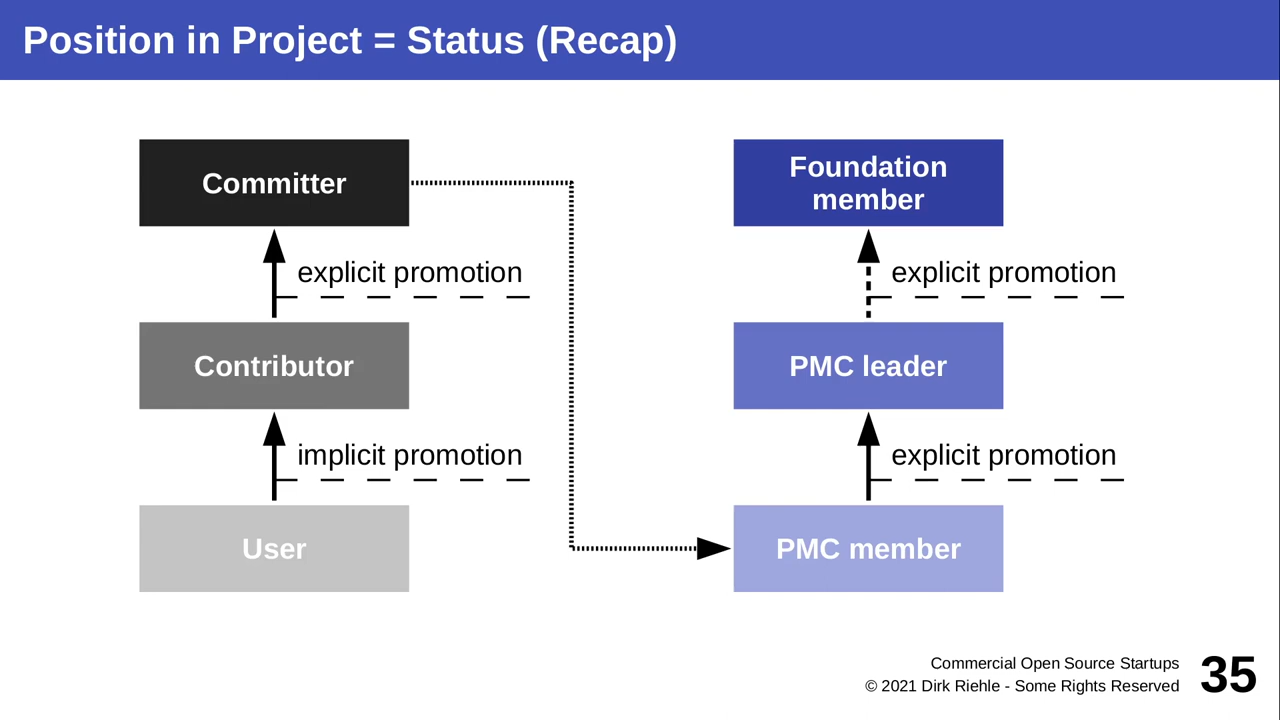 Position in Project = Status (Recap)
Committer
explicit promotion
Contributor
implicit promotion
User
Foundation
member
explicit promotion
PMC leader
explicit promotion
PMC member
Commercial Open Source Startups
© 2021 Dirk Riehle - Some Rights Reserved
35